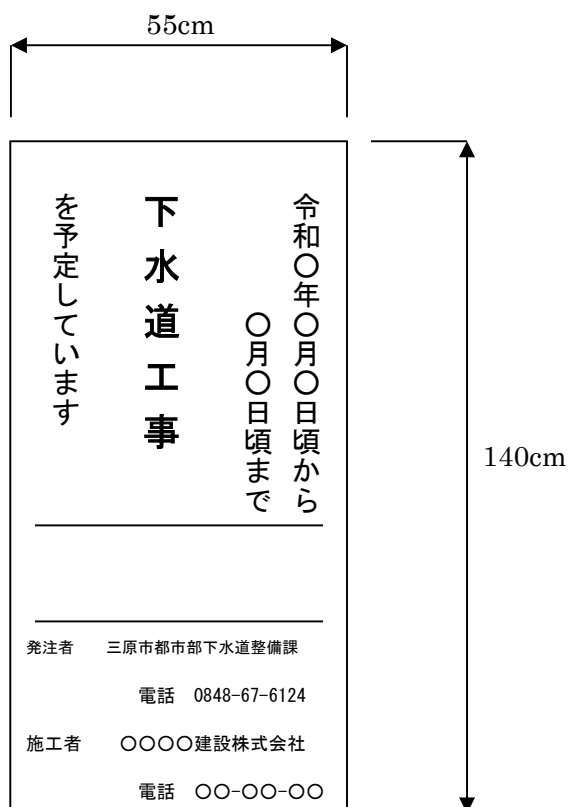 55cm
令和〇年〇月〇日頃から
〇月〇日頃まで
下水道工事
を予定しています
140cm
発注者　三原市都市部下水道整備課
電話　0848-67-6124
施工者　〇〇〇〇建設株式会社
電話　〇〇-〇〇-〇〇